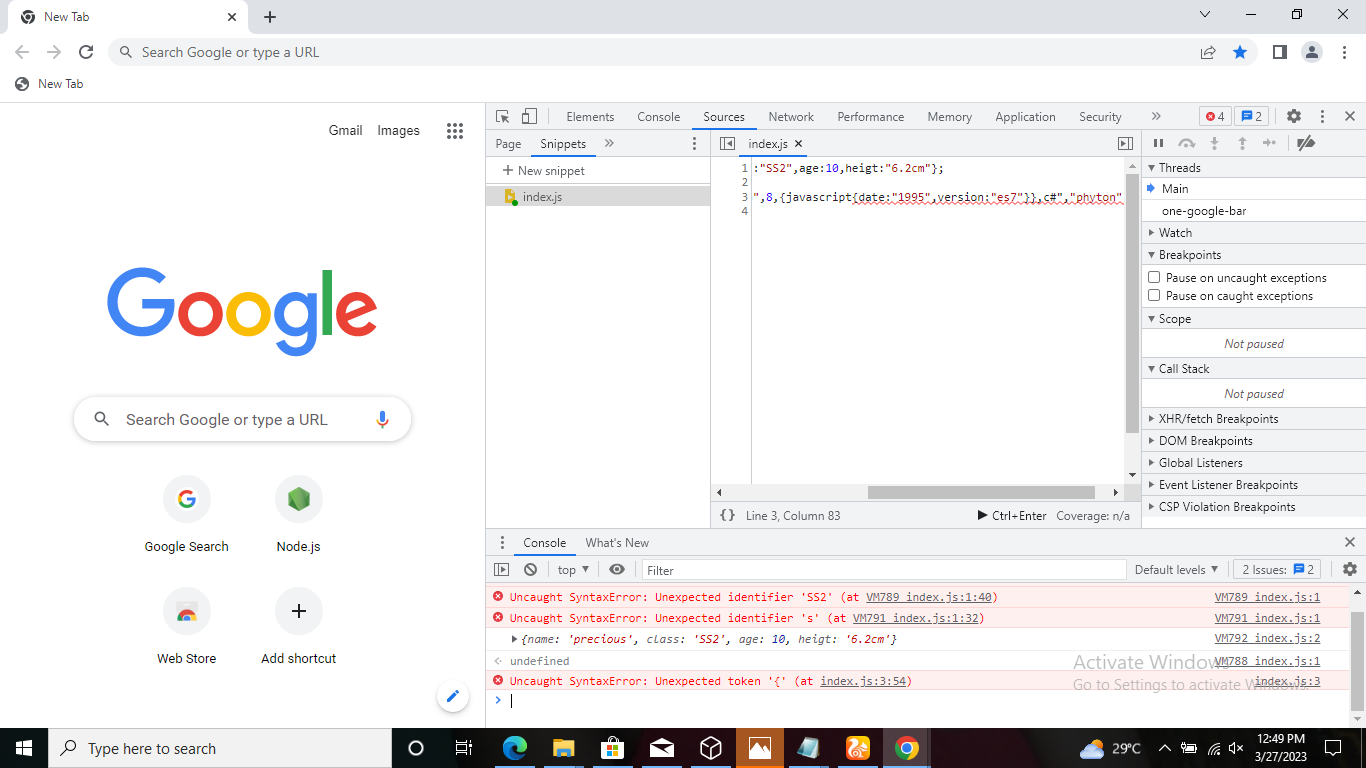 New Tab
Search Google or type a URL
New Tab
Gmail Images
Google
Search Google or type a URL
Google Search
Node.js
Web Store
Add shortcut
Elements Console Sources Network Performance Memory Application Security » 4 2
Page Snippets »
+ New snippet
index.js
index.js
1 :"SS2",age:10,heigt:"6.2cm"};
2
3 ",8,{javascript{date:"1995",version:"es7"}},c#","phyton"
4
{} Line 3, Column 83 Ctrl+Enter Coverage: n/a
Threads
Main
one-google-bar
Watch
Breakpoints
Pause on uncaught exceptions
Pause on caught exceptions
Scope
Not paused
Call Stack
Not paused
XHR/fetch Breakpoints
DOM Breakpoints
Global Listeners
Event Listener Breakpoints
CSP Violation Breakpoints
Console What's New
top Filter Default levels 2 Issues: 2
Uncaught SyntaxError: Unexpected identifier 'SS2' (at VM789 index.js:1:40) VM789 index.js:1
Uncaught SyntaxError: Unexpected identifier 's' (at VM791 index.js:1:32) VM791 index.js:1
{name: 'precious', class: 'SS2', age: 10, heigt: '6.2cm'} VM792 index.js:2
undefined VM788 index.js:1
Uncaught SyntaxError: Unexpected token '{' (at index.js:3:54) index.js:3
Activate Windows
Go to Settings to activate Windows.
Type here to search
29°C
12:49 PM
3/27/2023